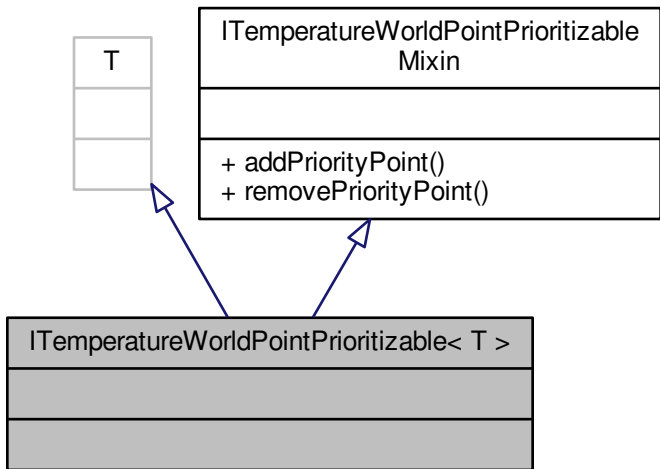 T
ITemperatureWorldPointPrioritizable
Mixin
+ addPriorityPoint()
+ removePriorityPoint()
ITemperatureWorldPointPrioritizable< T >